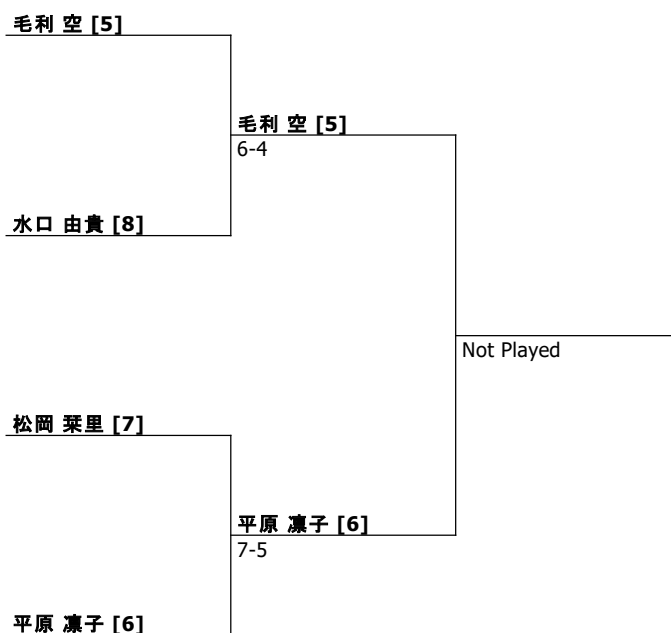 毛利 空 [5]
毛利 空 [5]
6-4
水口 由貴 [8]
Not Played
松岡 栞里 [7]
平原 凛子 [6]
7-5
平原 凛子 [6]